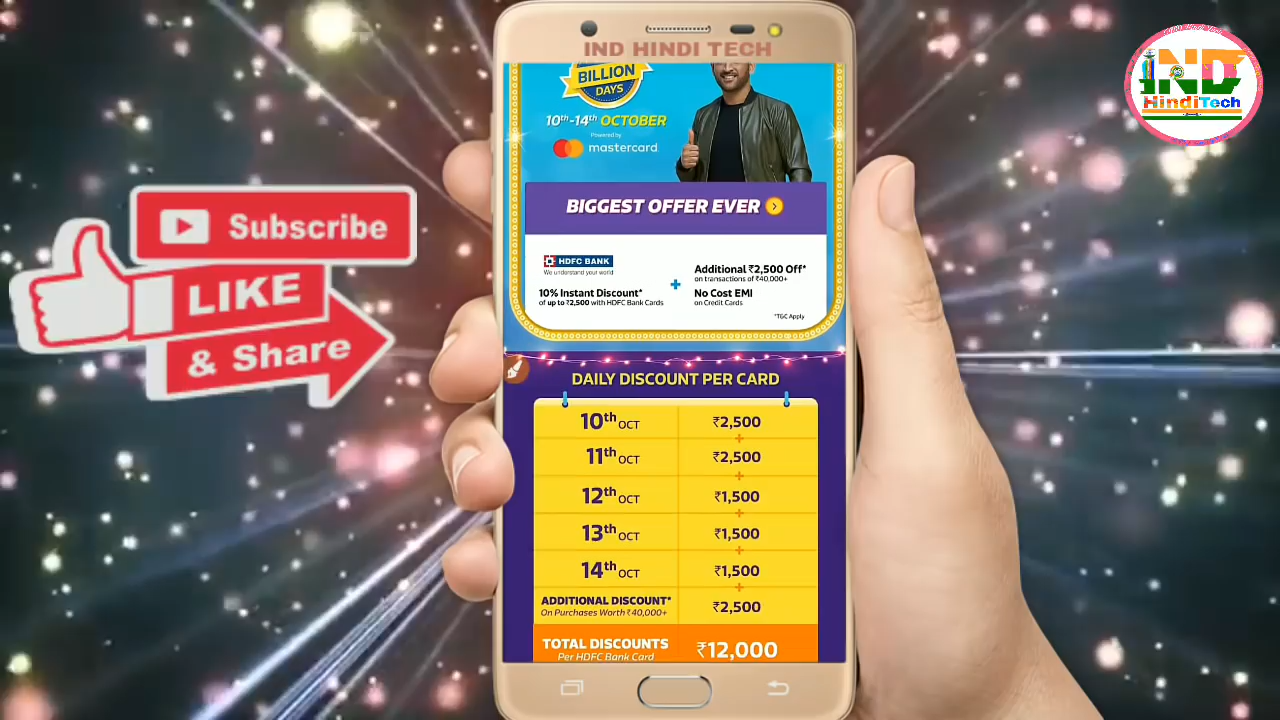 IND HINDI TECH
IND
HindiTech
BILLION
DAYS
10th-14th OCTOBER
Powered by
mastercard
BIGGEST OFFER EVER
HDFC BANK
We understand your world
10% Instant Discount*
of up to ₹2,500 with HDFC Bank Cards
+
Additional ₹2,500 Off*
on transactions of ₹40,000+
No Cost EMI
on Credit Cards
*T&C Apply
Subscribe
LIKE
& Share
DAILY DISCOUNT PER CARD
10th OCT ₹2,500
+
11th OCT ₹2,500
+
12th OCT ₹1,500
+
13th OCT ₹1,500
+
14th OCT ₹1,500
+
ADDITIONAL DISCOUNT*
On Purchases Worth ₹40,000+
₹2,500
TOTAL DISCOUNTS
Per HDFC Bank Card
₹12,000